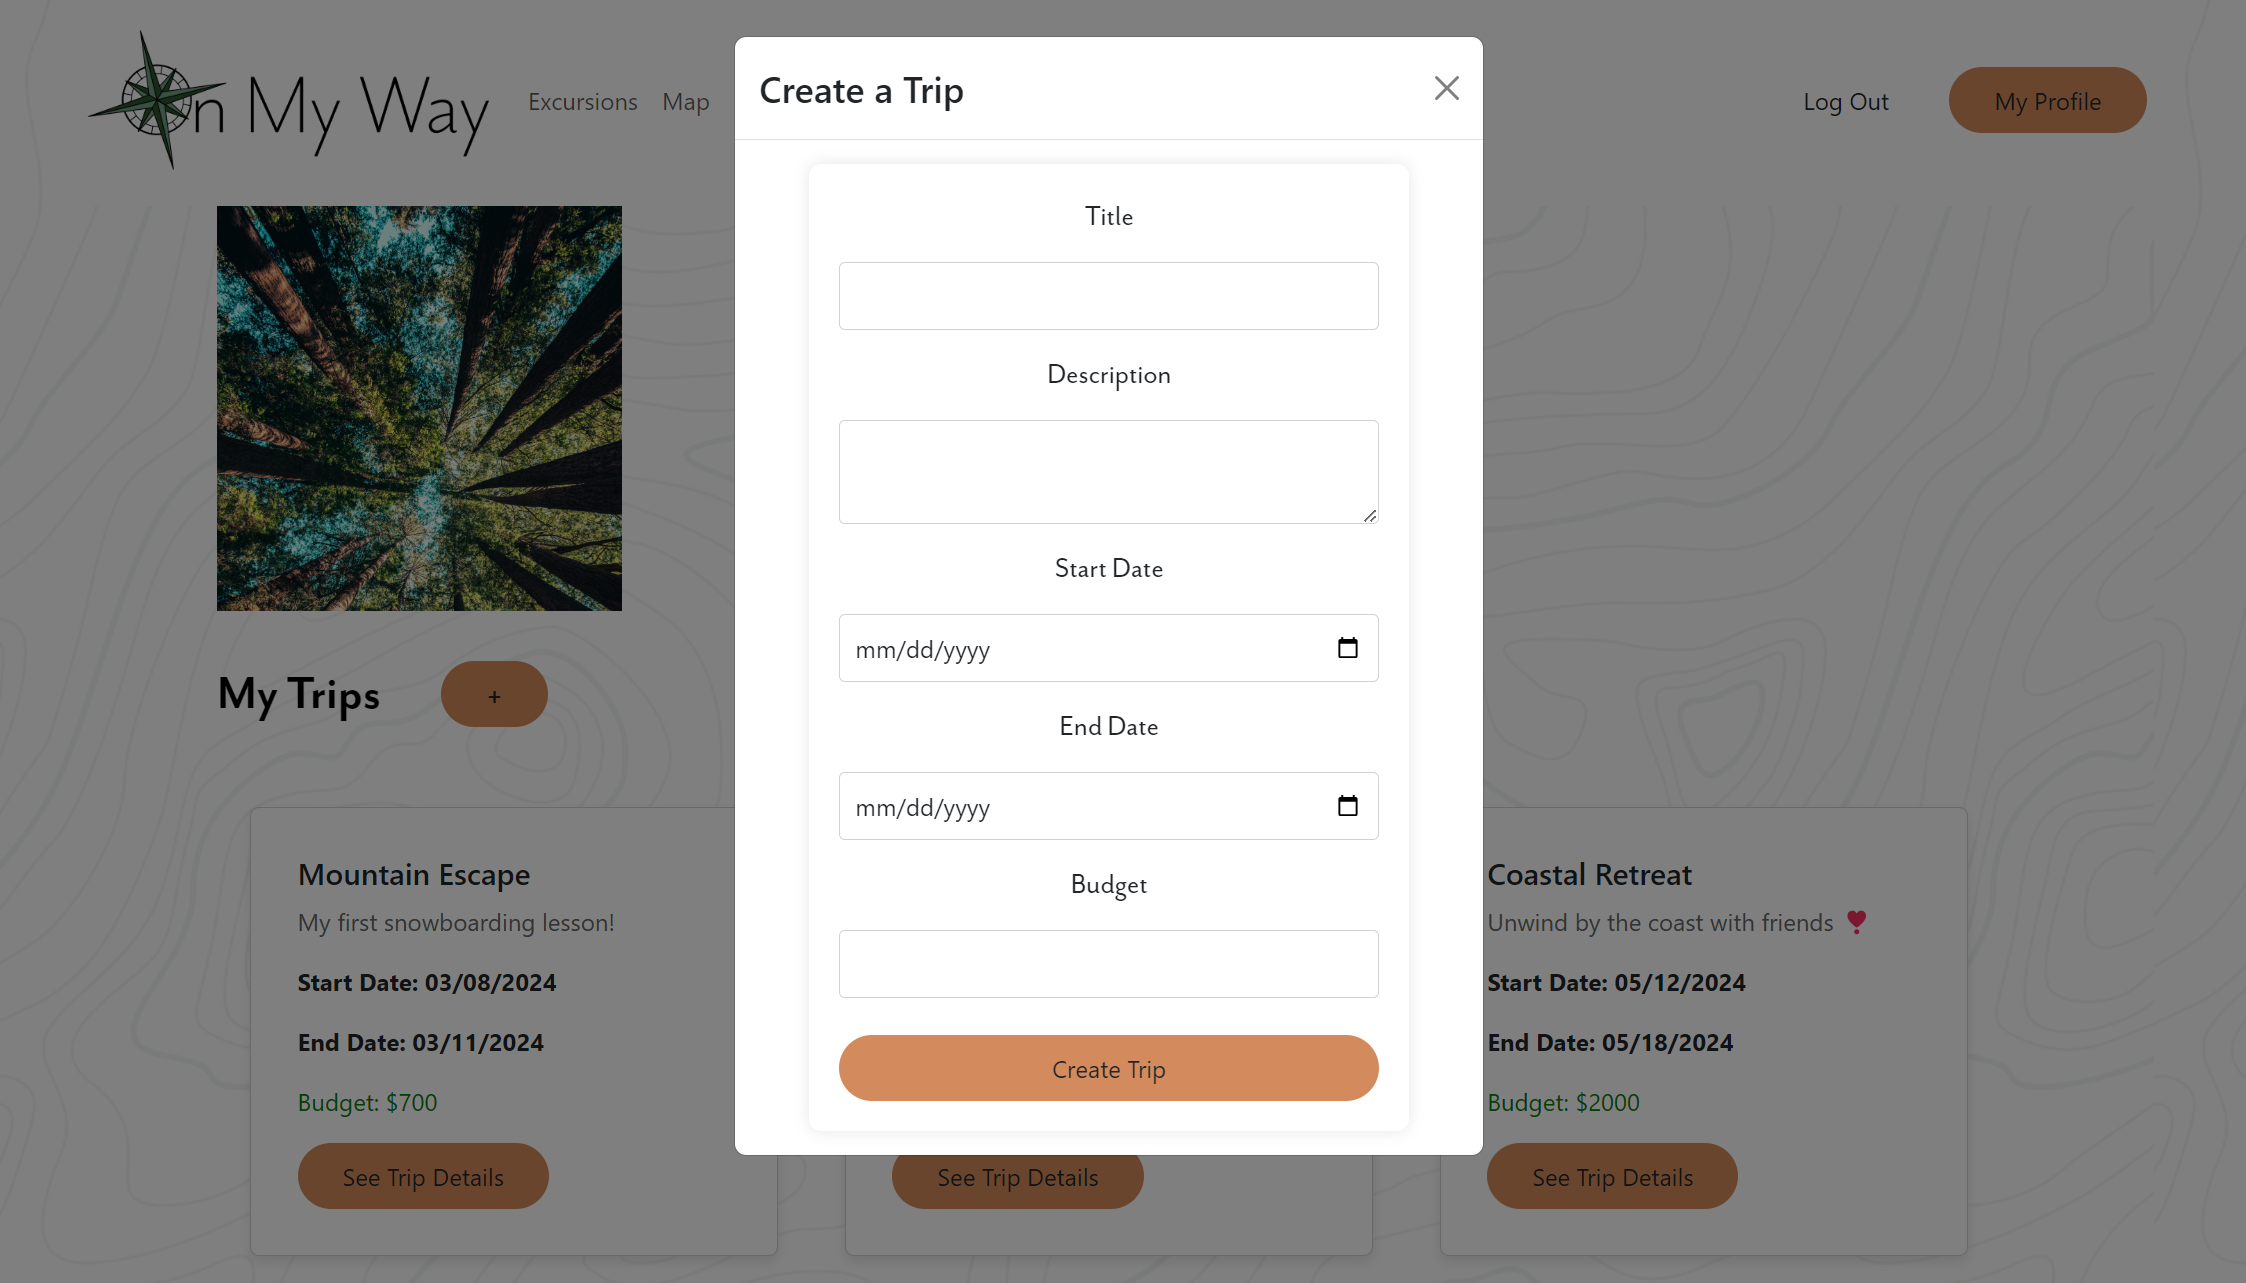 On My Way
Excursions
Map
Log Out
My Profile
Create a Trip
Title
Description
Start Date
mm/dd/yyyy
End Date
mm/dd/yyyy
Budget
Create Trip
My Trips
+
Mountain Escape
My first snowboarding lesson!
Start Date: 03/08/2024
End Date: 03/11/2024
Budget: $700
See Trip Details
See Trip Details
Coastal Retreat
Unwind by the coast with friends ❣
Start Date: 05/12/2024
End Date: 05/18/2024
Budget: $2000
See Trip Details